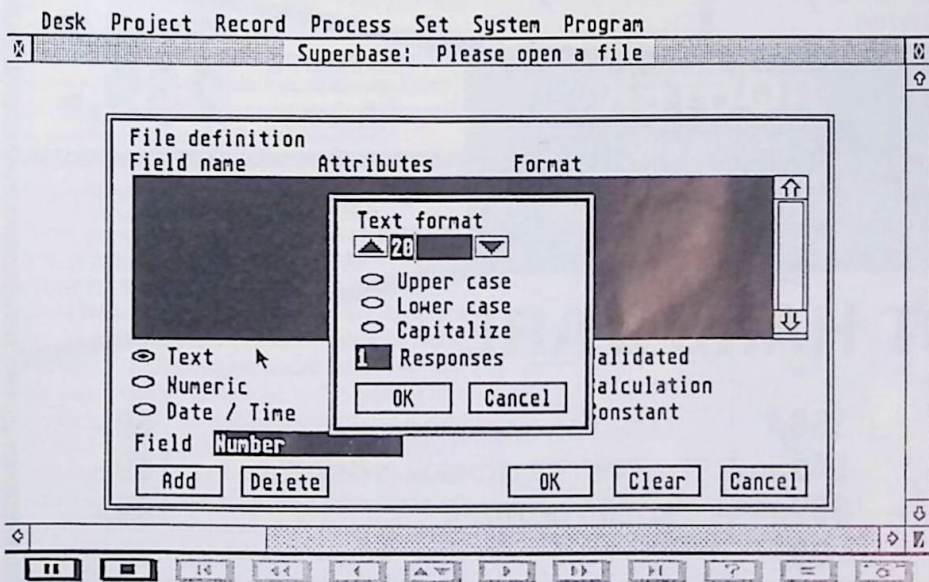 Desk Project Record Process Set System Program
Superbase: Please open a file
File definition
Field name Attributes Format
Text format
20
Upper case
Lower case
Capitalize
1 Responses
OK Cancel
Text
Numeric
Date / Time
alidated
alculation
onstant
Field Number
Add Delete OK Clear Cancel